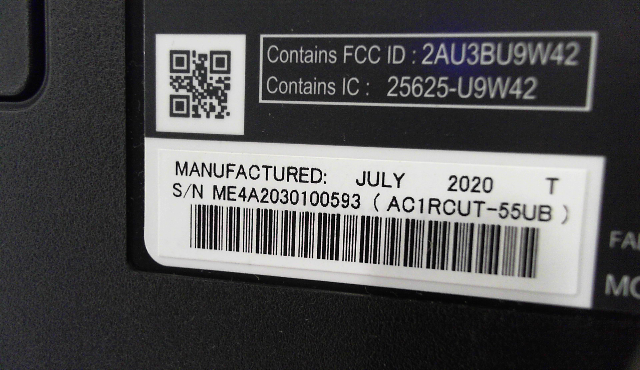 Contains FCC ID : 2AU3BU9W42
Contains IC : 25625-U9W42
MANUFACTURED: JULY 2020 T
S/N ME4A2030100593 ( AC1RCUT-55UB )